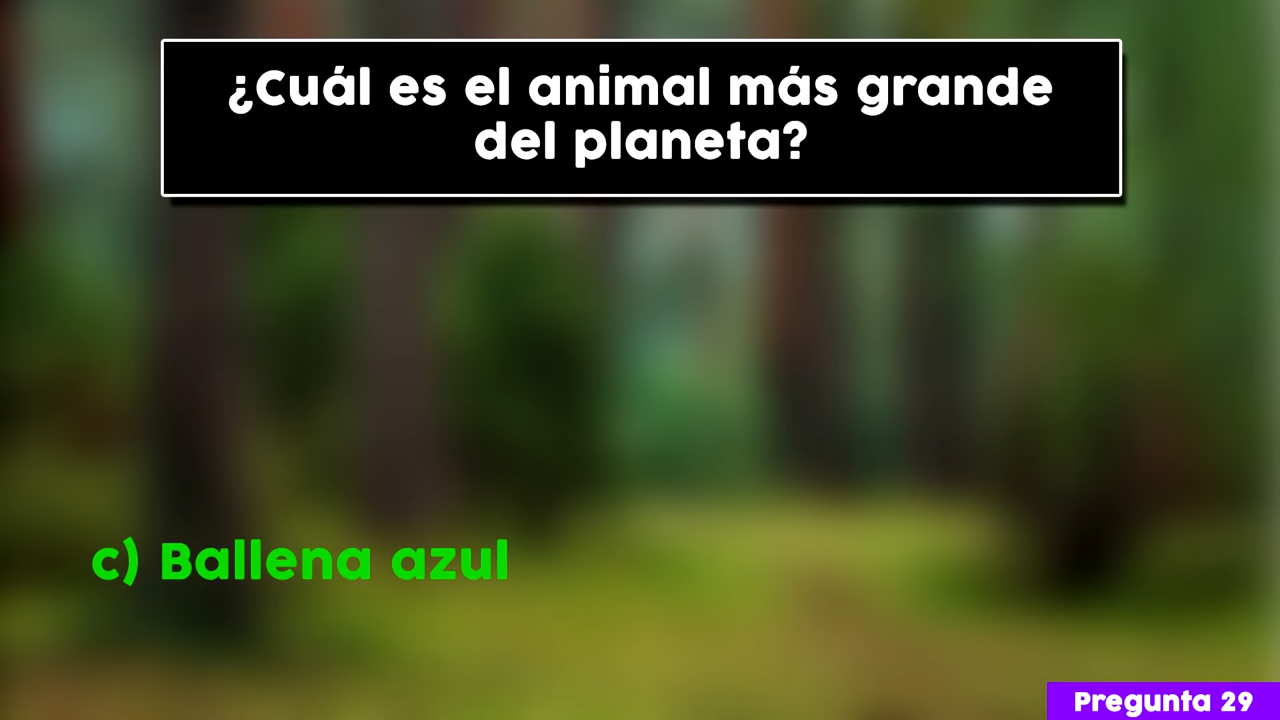 ¿Cuál es el animal más grande
del planeta?
c) Ballena azul
Pregunta 29